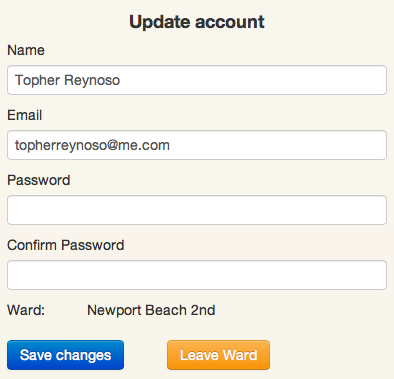 Update account
Name
Topher Reynoso
Email
topherreynoso@me.com
Password
Confirm Password
Ward: Newport Beach 2nd
Save changes Leave Ward